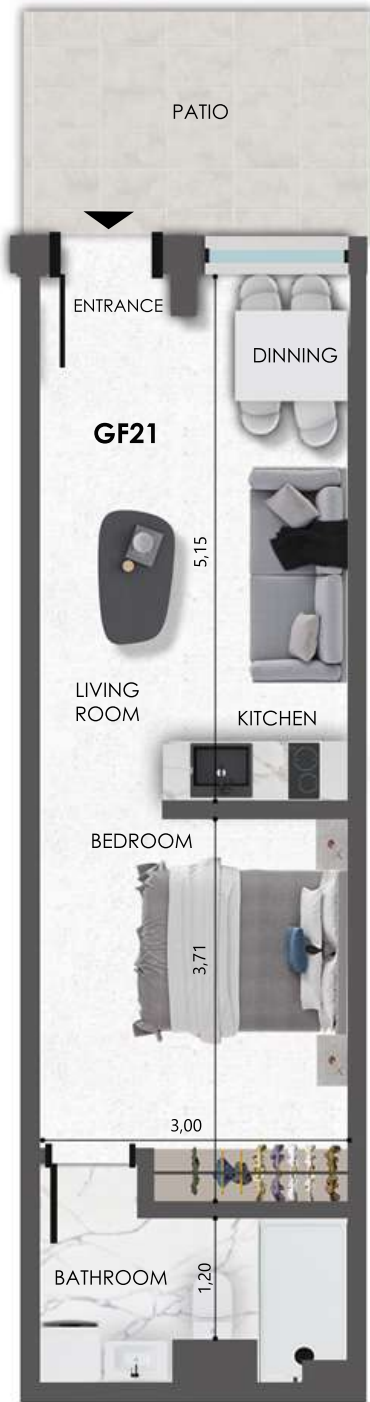 PATIO
ENTRANCE
DINNING
GF21
5,15
LIVING
ROOM
KITCHEN
BEDROOM
3,71
3,00
BATHROOM
1,20